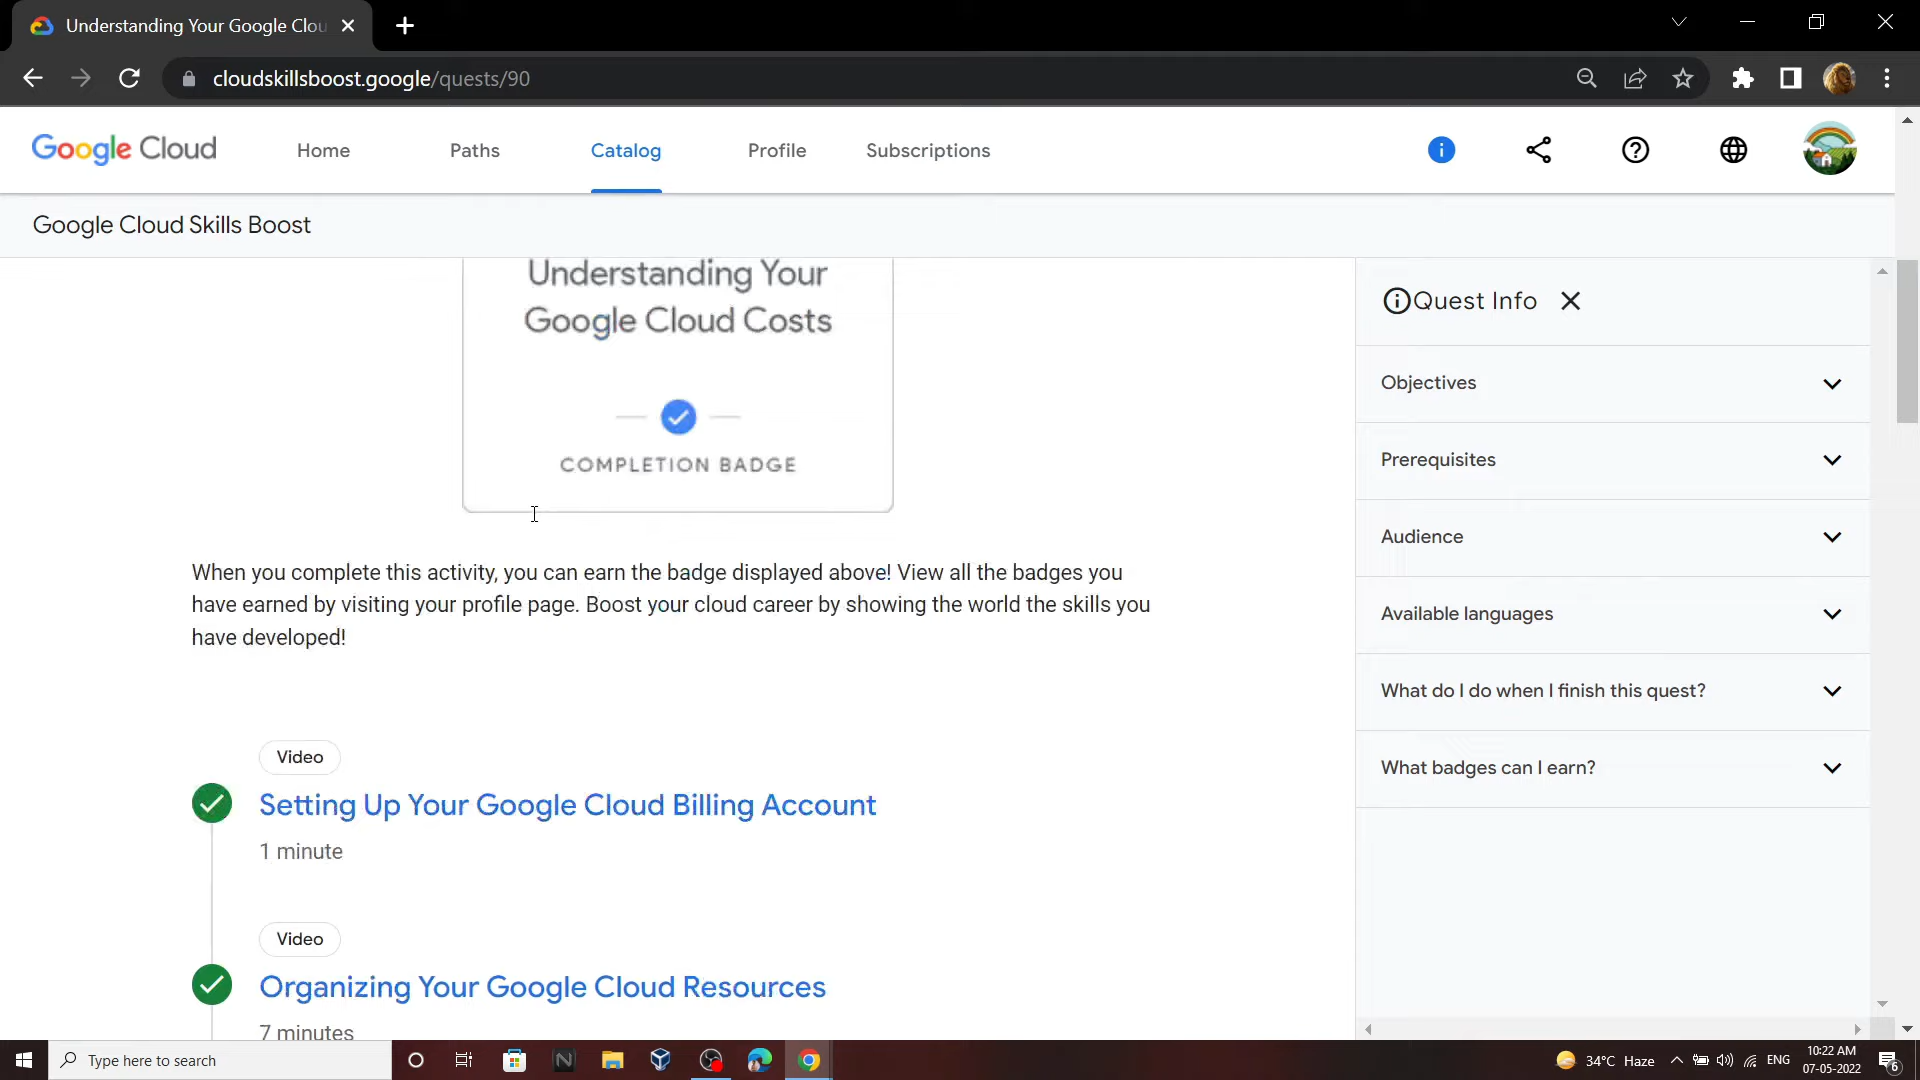 Understanding Your Google Clou
cloudskillsboost.google/quests/90
Google Cloud
Home
Paths
Catalog
Profile
Subscriptions
Google Cloud Skills Boost
Understanding Your
Google Cloud Costs
COMPLETION BADGE
When you complete this activity, you can earn the badge displayed above! View all the badges you
have earned by visiting your profile page. Boost your cloud career by showing the world the skills you
have developed!
Video
Setting Up Your Google Cloud Billing Account
1 minute
Video
Organizing Your Google Cloud Resources
7 minutes
Quest Info
Objectives
Prerequisites
Audience
Available languages
What do I do when I finish this quest?
What badges can I earn?
Type here to search
34°C Haze
ENG
10:22 AM
07-05-2022
6